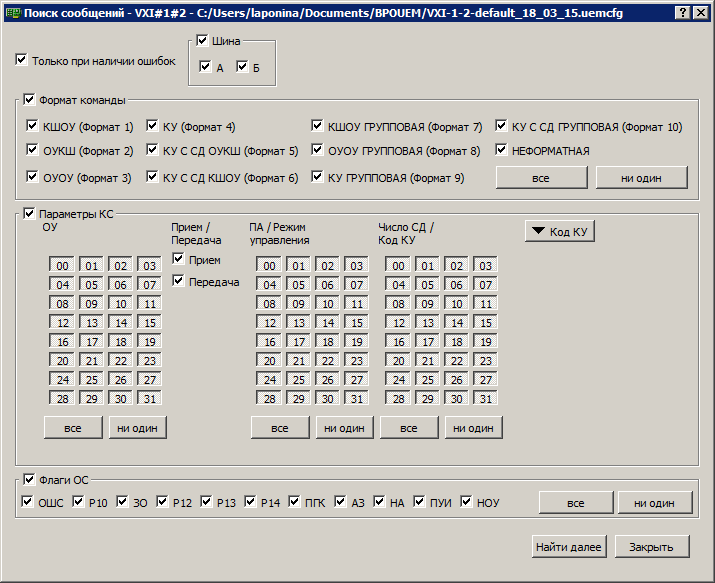 Поиск сообщений - VXI#1#2 - C:/Users/laponina/Documents/BPOUEM/VXI-1-2-default_18_03_15.uemcfg
Только при наличии ошибок
Шина
А Б
Формат команды
КШОУ (Формат 1) КУ (Формат 4) КШОУ ГРУППОВАЯ (Формат 7) КУ С СД ГРУППОВАЯ (Формат 10)
ОУКШ (Формат 2) КУ С СД ОУКШ (Формат 5) ОУОУ ГРУППОВАЯ (Формат 8) НЕФОРМАТНАЯ
ОУОУ (Формат 3) КУ С СД КШОУ (Формат 6) КУ ГРУППОВАЯ (Формат 9) все ни один
Параметры КС
ОУ Прием / ПА / Режим Число СД / Код КУ
Передача управления Код КУ
Прием
Передача
00 01 02 03 00 01 02 03 00 01 02 03
04 05 06 07 04 05 06 07 04 05 06 07
08 09 10 11 08 09 10 11 08 09 10 11
12 13 14 15 12 13 14 15 12 13 14 15
16 17 18 19 16 17 18 19 16 17 18 19
20 21 22 23 20 21 22 23 20 21 22 23
24 25 26 27 24 25 26 27 24 25 26 27
28 29 30 31 28 29 30 31 28 29 30 31
все ни один все ни один все ни один
Флаги ОС
ОШС Р10 ЗО Р12 Р13 Р14 ПГК АЗ НА ПУИ НОУ все ни один
Найти далее Закрыть